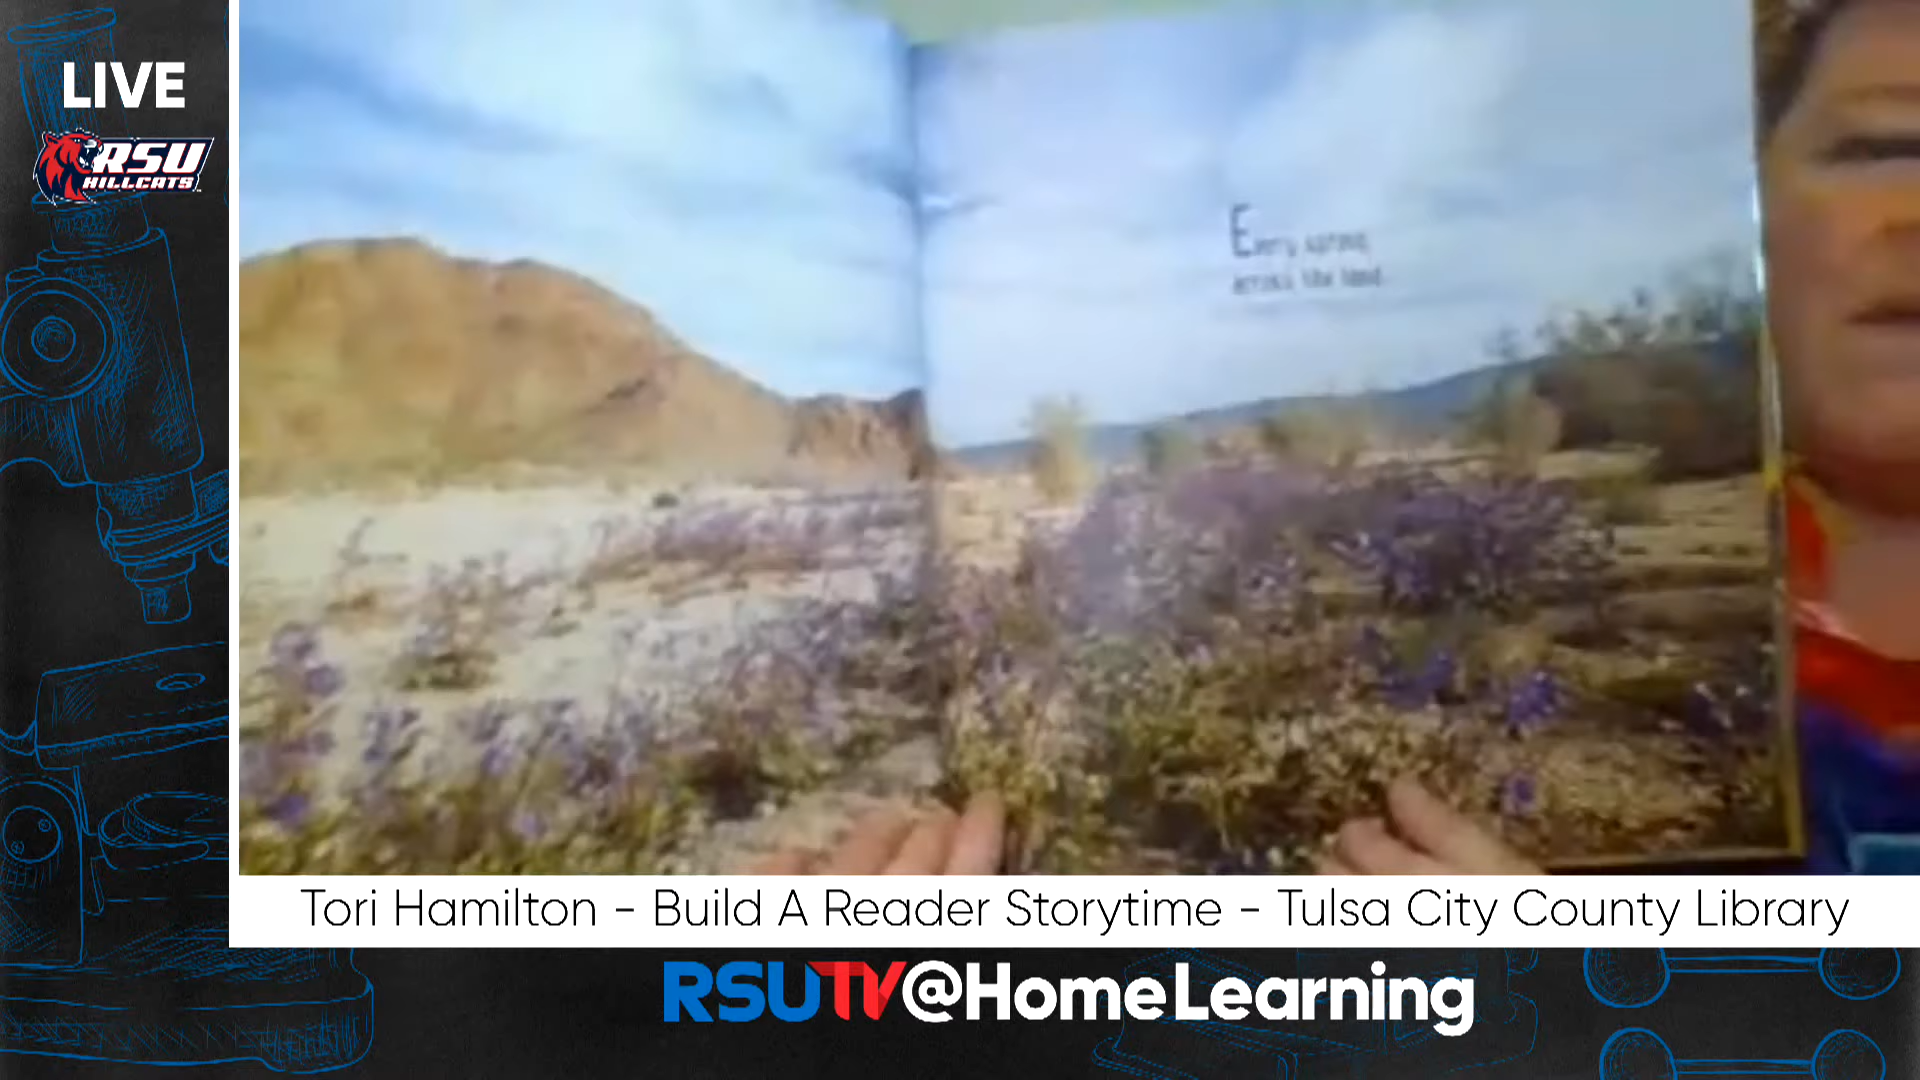 LIVE
RSU
HILLCATS
Every spring
across the land
Tori Hamilton - Build A Reader Storytime - Tulsa City County Library
RSUTV@HomeLearning